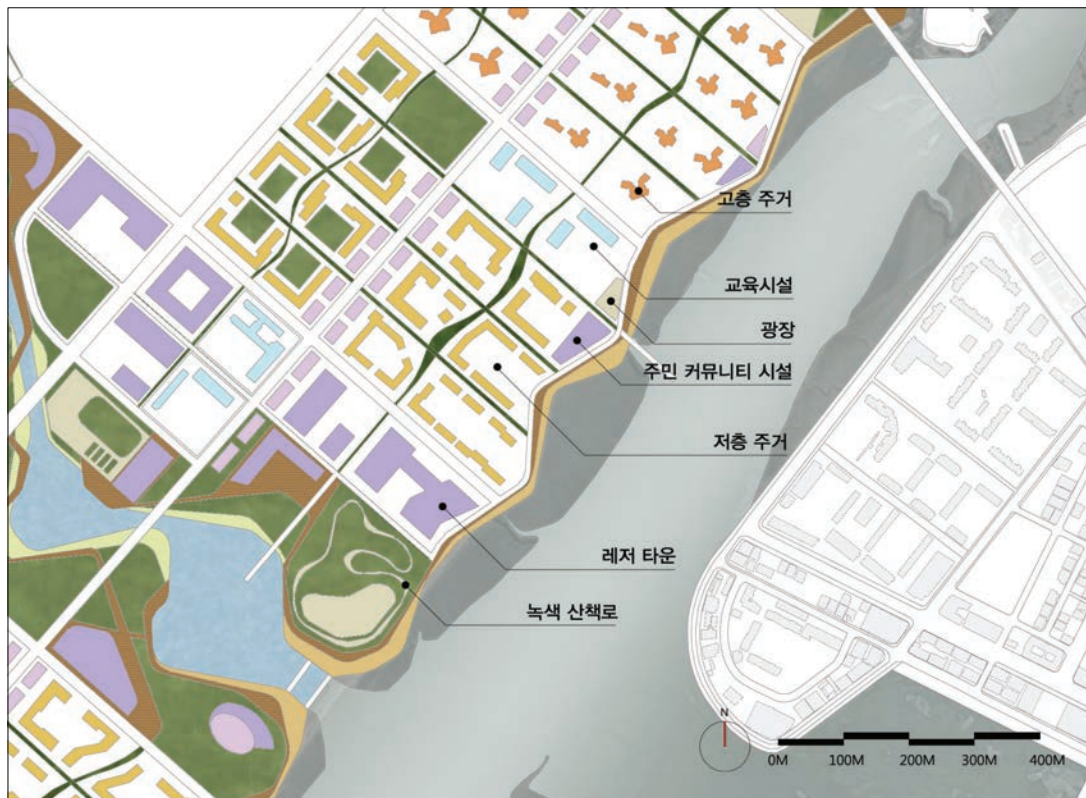 고층 주거
교육시설
광장
주민 커뮤니티 시설
저층 주거
레저 타운
녹색 산책로
N
0M 100M 200M 300M 400M